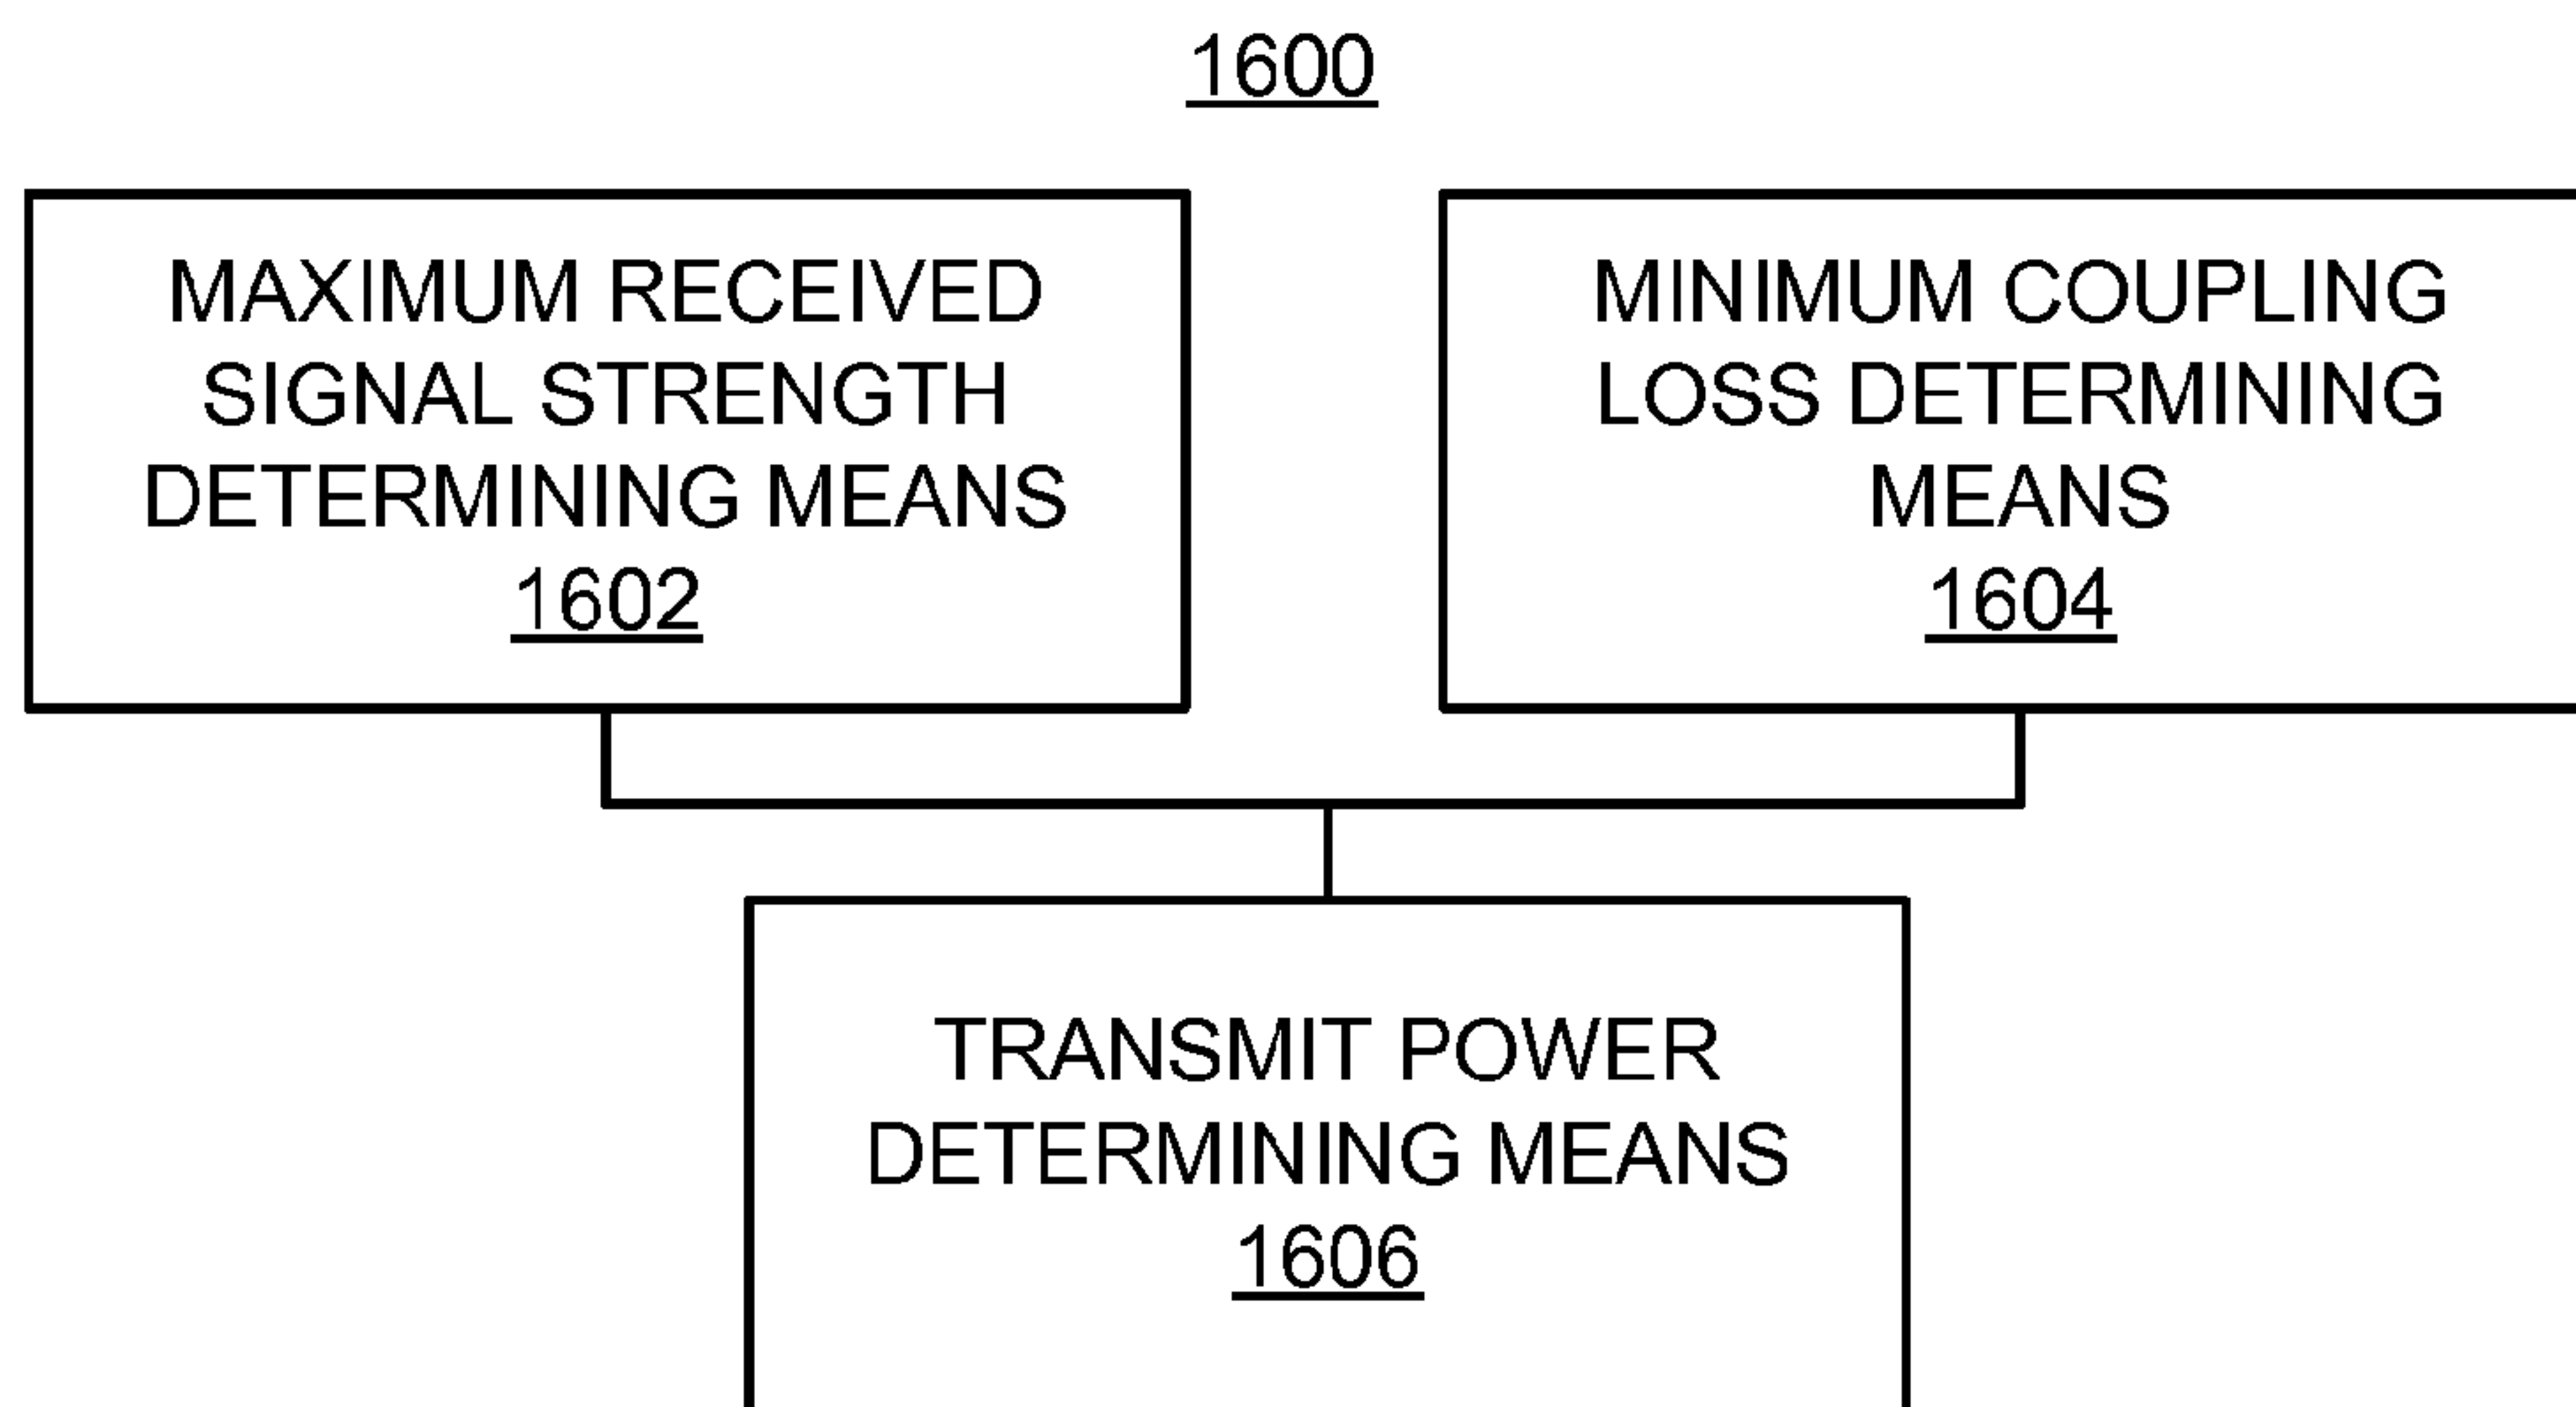 1600
MAXIMUM RECEIVED
SIGNAL STRENGTH
DETERMINING MEANS
1602
MINIMUM COUPLING
LOSS DETERMINING
MEANS
1604
TRANSMIT POWER
DETERMINING MEANS
1606